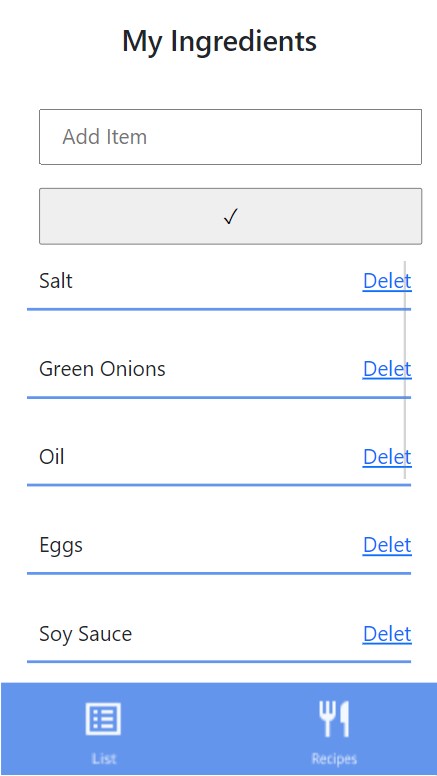 My Ingredients
Add Item
✓
Salt Delet
Green Onions Delet
Oil Delet
Eggs Delet
Soy Sauce Delet
List Recipes